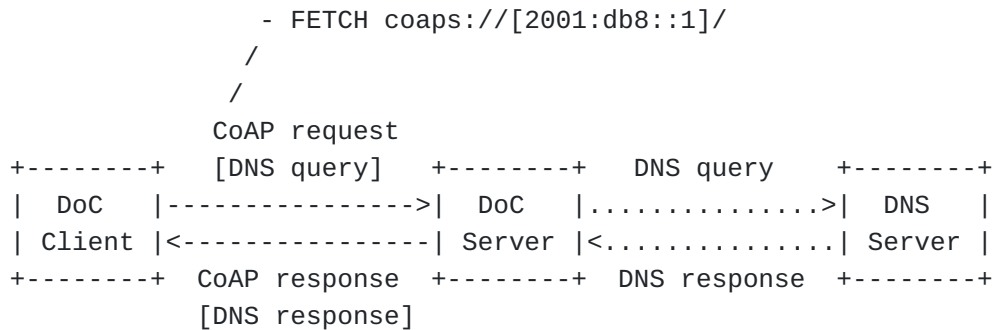 - FETCH coaps://[2001:db8::1]/
/
/
CoAP request
+--------+ [DNS query] +--------+ DNS query +--------+
| DoC |---------------->| DoC |...............>| DNS |
| Client |<----------------| Server |<...............| Server |
+--------+ CoAP response +--------+ DNS response +--------+
[DNS response]